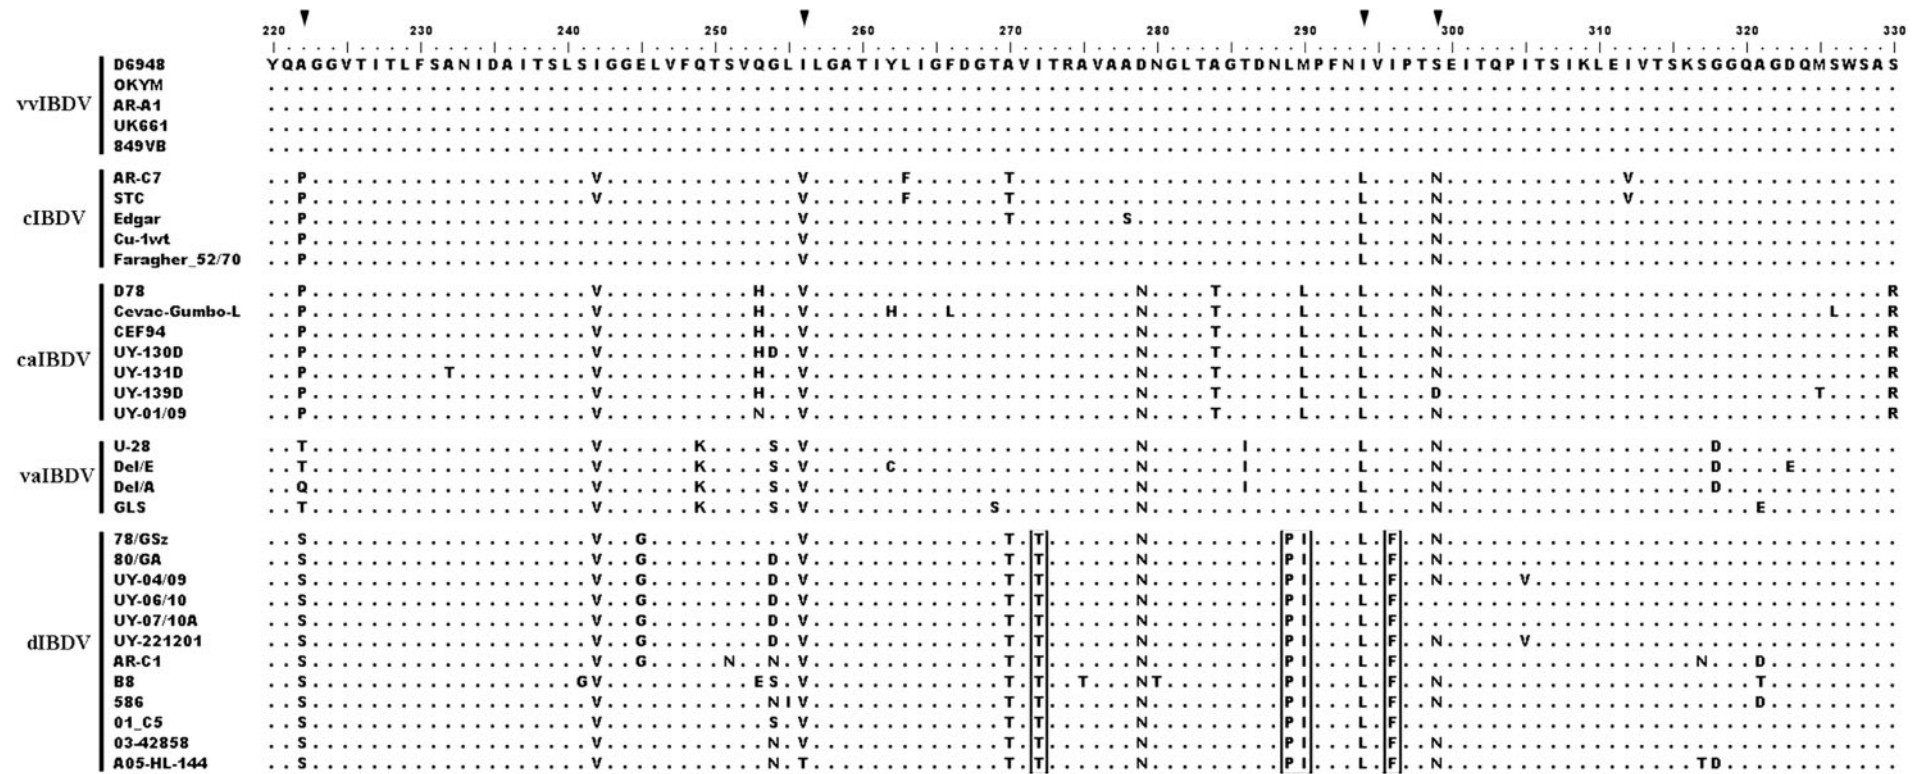 220 230 240 250 260 270 280 290 300 310 320 330
vvIBDV
D6948 YQAGGVTITLFSANIDAITSLSIGGELVFQTSVQGLILGATIYLIGFDGTAVITRAVAADNGLTAGTDNLMPFNIVIPTSEITQPITSIKLEIVTSKSGGQAGDQMSWSAS
OKYM
AR-A1
UK661
849VB
cIBDV
AR-C7 P V V F T L N V
STC P V V F T L N V
Edgar P V T S L N
Cu-1wt P V L N
Faragher_52/70 P V L N
caIBDV
D78 P V H V N T L L N R
Cevac-Gumbo-L P V H V H L N T L L N L R
CEF94 P V H V N T L L N R
UY-130D P V H D V N T L L N R
UY-131D P T V H V N T L L N R
UY-139D P V H V N T L L D T R
UY-01/09 P V N V N T L L N R
vaIBDV
U-28 T V K S V N I L N D
Del/E T V K S V C N I L N D E
Del/A Q V K S V N I L N D
GLS T V K S V S N L N E
dIBDV
78/GSz S V G V T T N P I L F N
80/GA S V G D V T T N P I L F N
UY-04/09 S V G D V T T N P I L F N V
UY-06/10 S V G D V T T N P I L F
UY-07/10A S V G D V T T N P I L F
UY-221201 S V G D V T T N P I L F N V
AR-C1 S V G N N V T T N P I L F N D
B8 S G V E S V T T T N T P I L F N T
586 S V N I V T T N P I L F N D
01_C5 S V S V T T N P I L F
03-42858 S V N V T T N P I L F N
A05-HL-144 S V N T T T N P I L F N T D